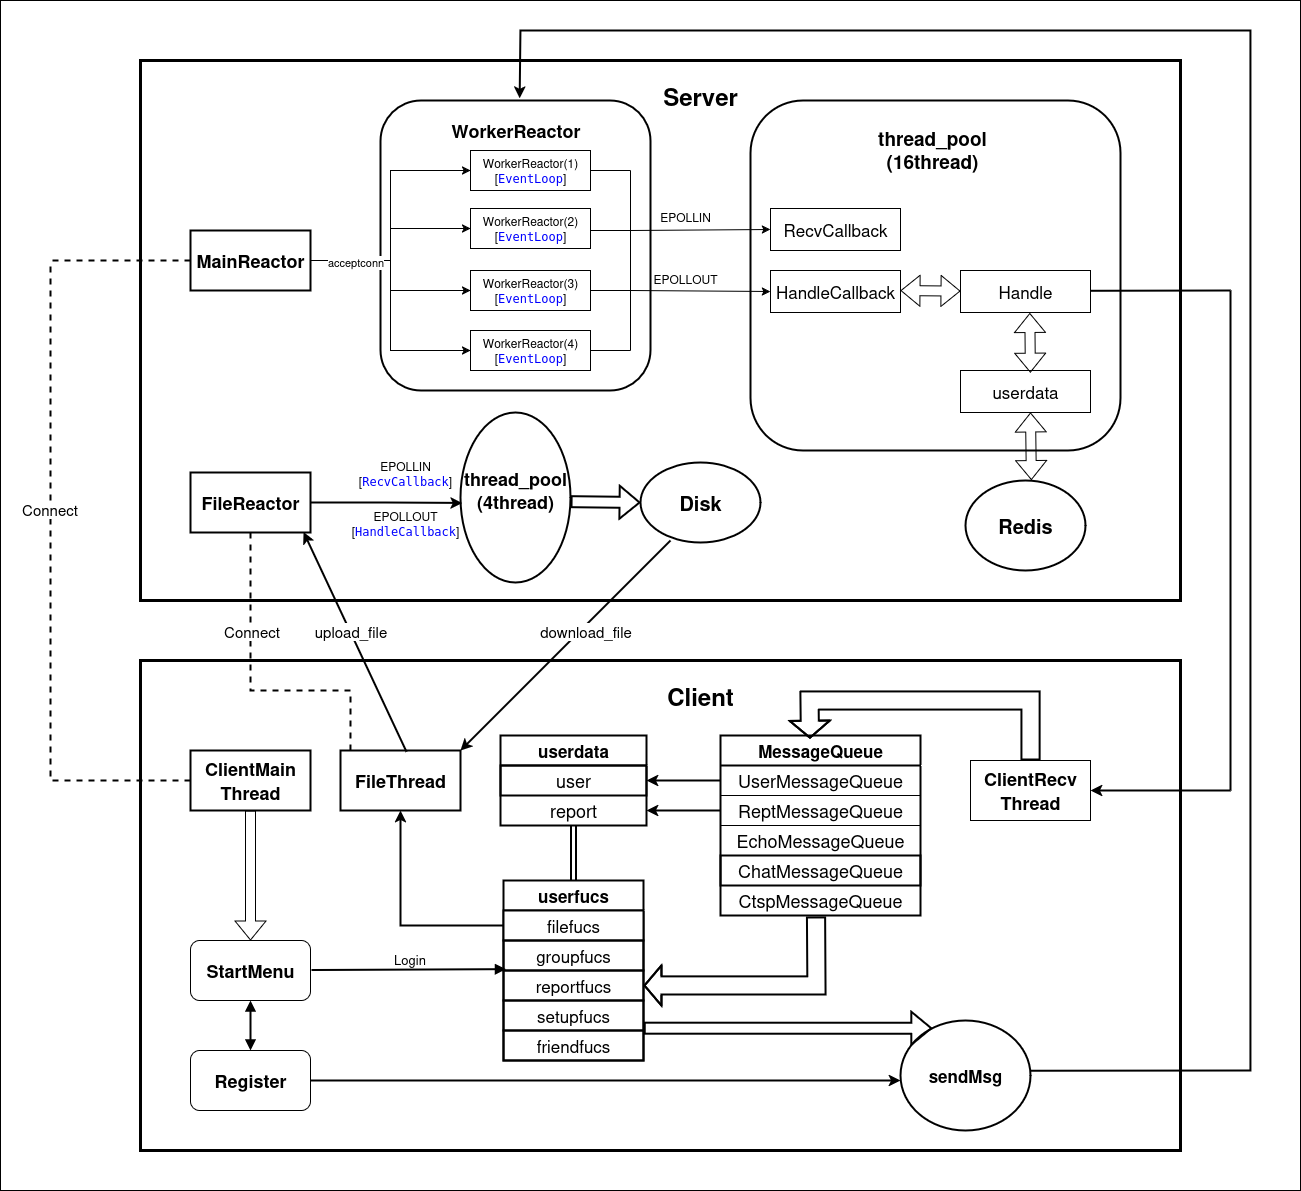 Server
WorkerReactor
WorkerReactor(1)
[EventLoop]
WorkerReactor(2)
[EventLoop]
WorkerReactor(3)
[EventLoop]
WorkerReactor(4)
[EventLoop]
MainReactor
acceptconn
EPOLLIN
EPOLLOUT
thread_pool
(16thread)
RecvCallback
HandleCallback
Handle
userdata
Redis
FileReactor
EPOLLIN
[RecvCallback]
EPOLLOUT
[HandleCallback]
thread_pool
(4thread)
Disk
Connect
Connect
upload_file
download_file
Client
ClientMain
Thread
FileThread
userdata
user
report
MessageQueue
UserMessageQueue
ReptMessageQueue
EchoMessageQueue
ChatMessageQueue
CtspMessageQueue
ClientRecv
Thread
userfucs
filefucs
groupfucs
reportfucs
setupfucs
friendfucs
StartMenu
Login
Register
sendMsg